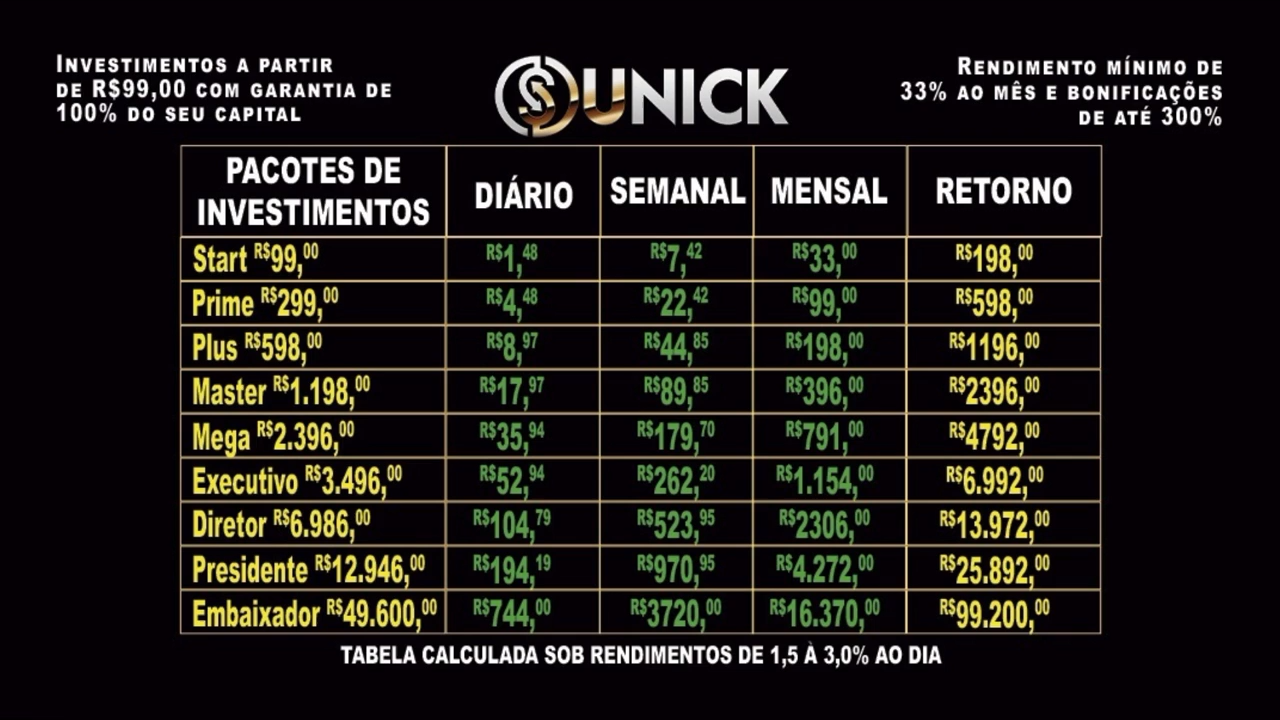 INVESTIMENTOS A PARTIR
DE R$99,00 COM GARANTIA DE
100% DO SEU CAPITAL
UNICK
RENDIMENTO MÍNIMO DE
33% AO MÊS E BONIFICAÇÕES
DE ATÉ 300%
PACOTES DE
INVESTIMENTOS
DIÁRIO
SEMANAL
MENSAL
RETORNO
Start R$99,00 R$1,48 R$7,42 R$33,00 R$198,00
Prime R$299,00 R$4,48 R$22,42 R$99,00 R$598,00
Plus R$598,00 R$8,97 R$44,85 R$198,00 R$1196,00
Master R$1.198,00 R$17,97 R$89,85 R$396,00 R$2396,00
Mega R$2.396,00 R$35,94 R$179,70 R$791,00 R$4792,00
Executivo R$3.496,00 R$52,94 R$262,20 R$1.154,00 R$6.992,00
Diretor R$6.986,00 R$104,79 R$523,95 R$2306,00 R$13.972,00
Presidente R$12.946,00 R$194,19 R$970,95 R$4.272,00 R$25.892,00
Embaixador R$49.600,00 R$744,00 R$3720,00 R$16.370,00 R$99.200,00
TABELA CALCULADA SOB RENDIMENTOS DE 1,5 À 3,0% AO DIA